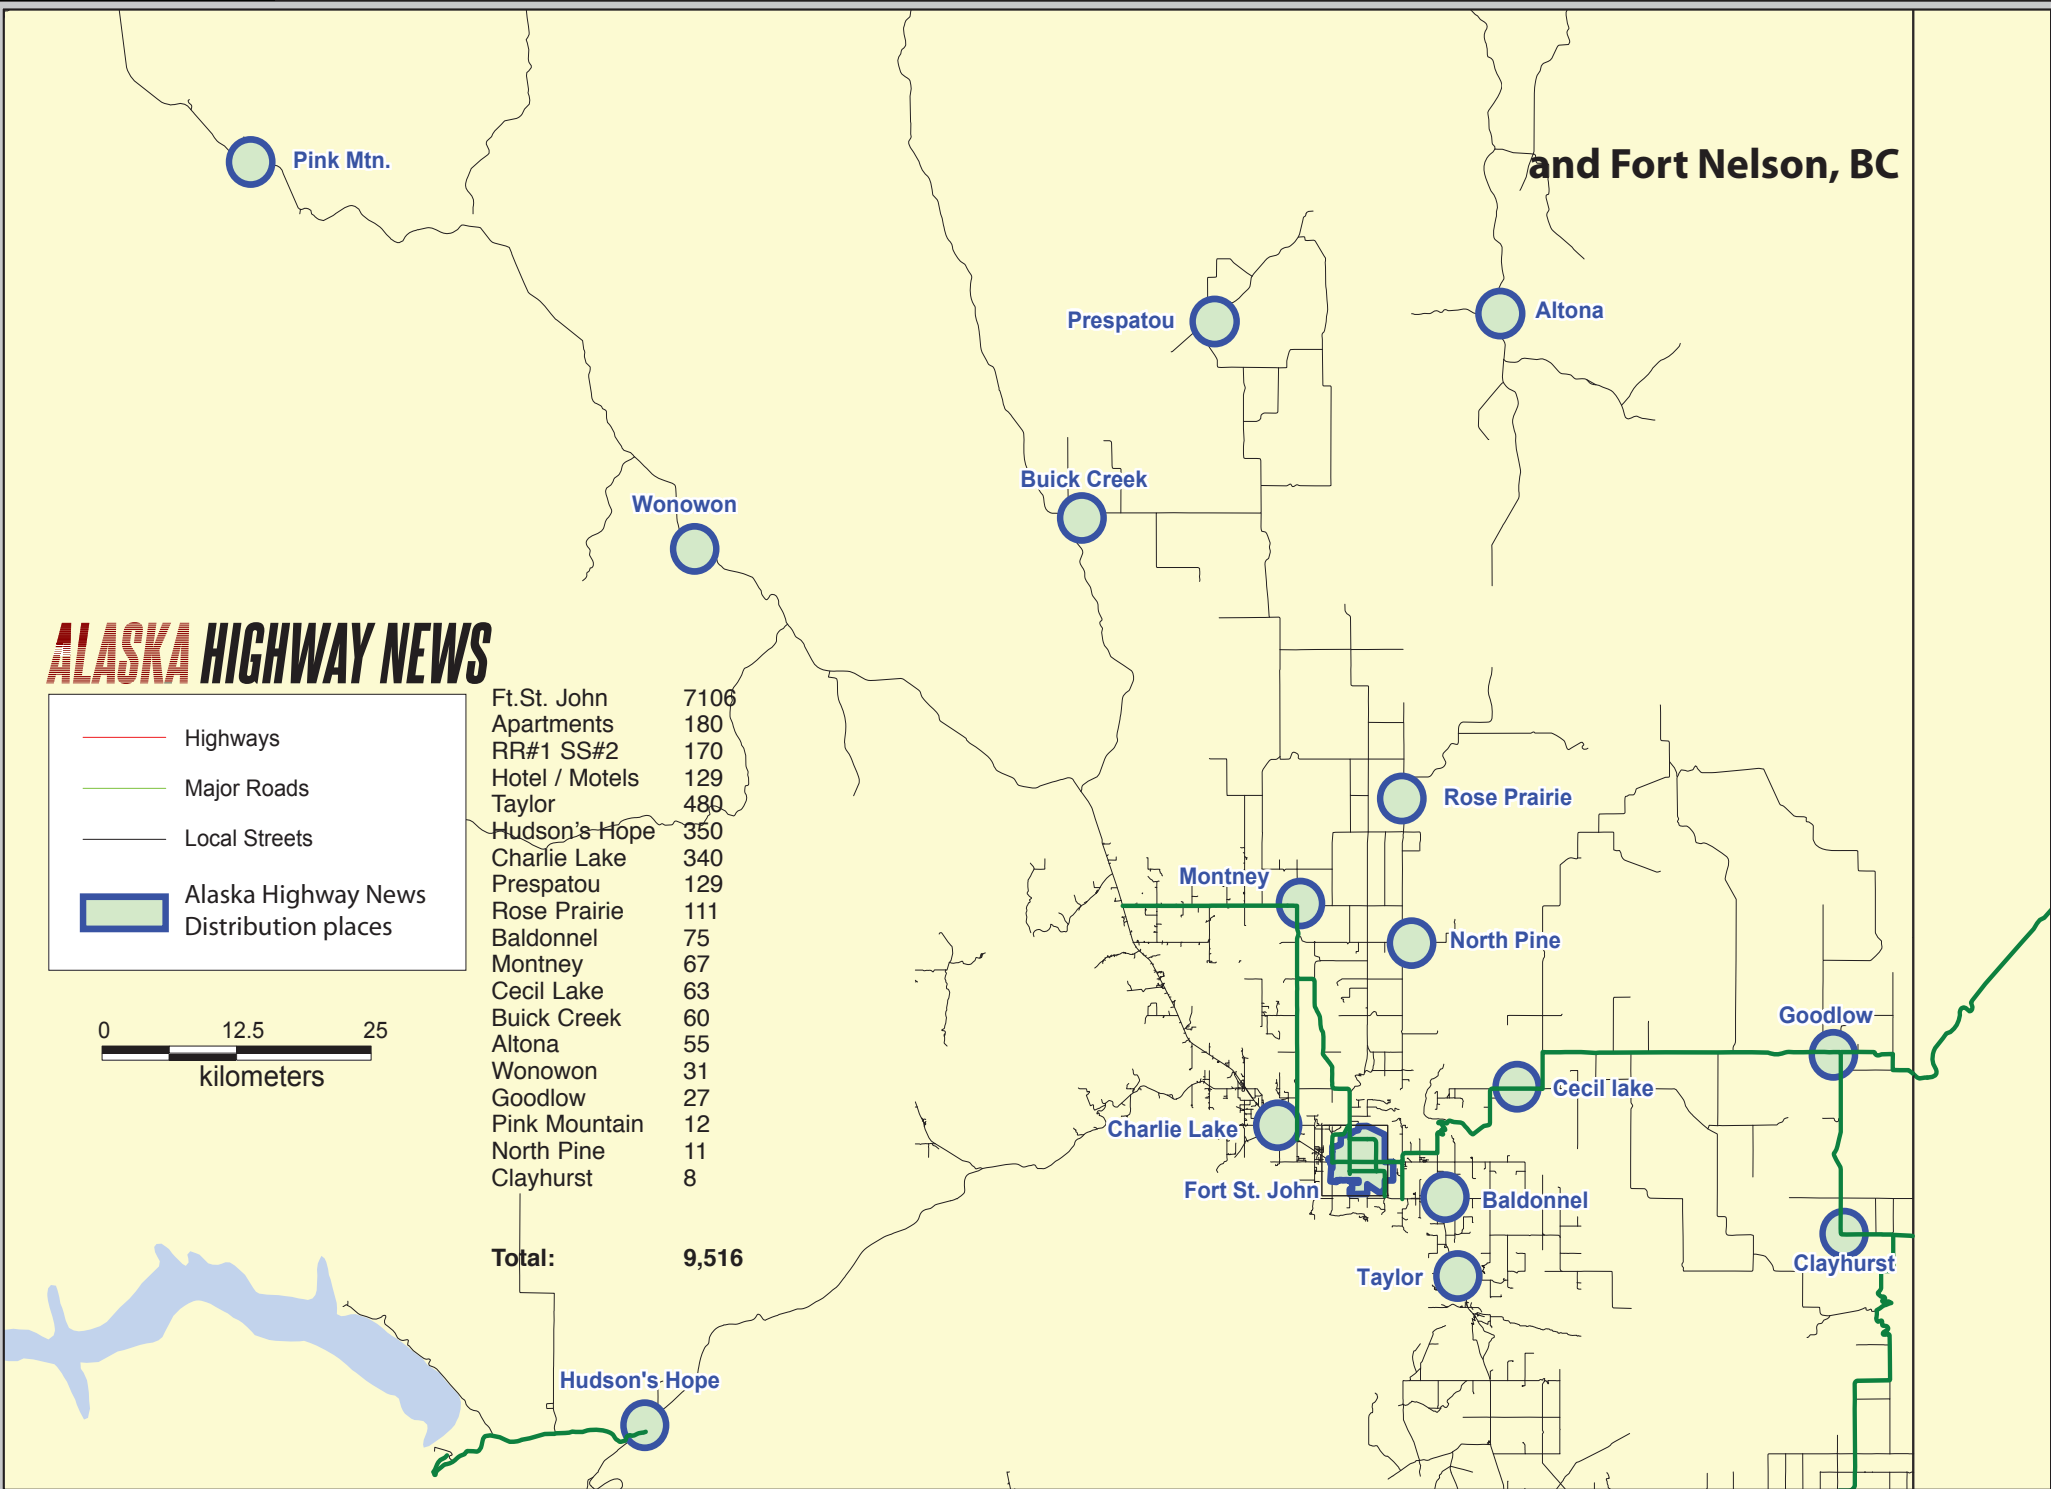 and Fort Nelson, BC
Pink Mtn.
Prespatou
Altona
Buick Creek
Wonowon
ALASKA HIGHWAY NEWS
Highways
Major Roads
Local Streets
Alaska Highway News
Distribution places
0 12.5 25
kilometers
Ft.St. John 7106
Apartments 180
RR#1 SS#2 170
Hotel / Motels 129
Taylor 480
Hudson's Hope 350
Charlie Lake 340
Prespatou 129
Rose Prairie 111
Baldonnel 75
Montney 67
Cecil Lake 63
Buick Creek 60
Altona 55
Wonowon 31
Goodlow 27
Pink Mountain 12
North Pine 11
Clayhurst 8
Total: 9,516
Rose Prairie
Montney
North Pine
Goodlow
Cecil lake
Charlie Lake
Fort St. John
Baldonnel
Clayhurst
Taylor
Hudson's Hope